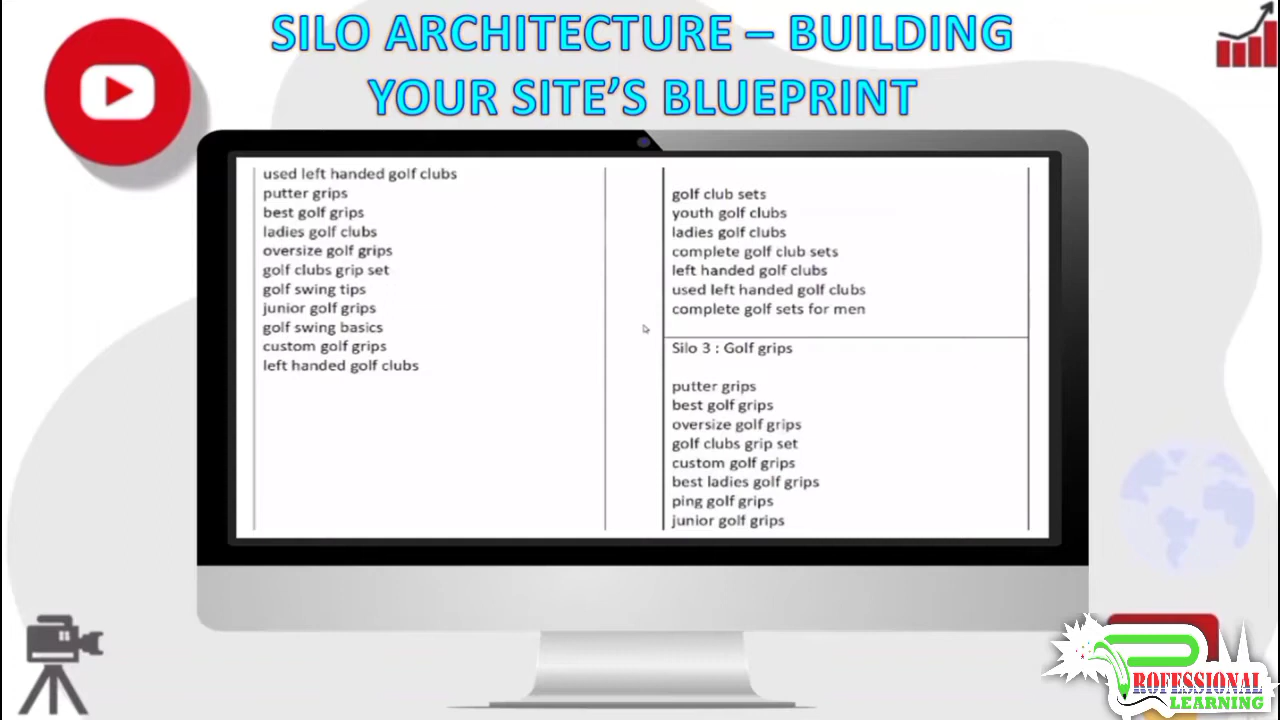 SILO ARCHITECTURE – BUILDING
YOUR SITE'S BLUEPRINT
used left handed golf clubs
putter grips
best golf grips
ladies golf clubs
oversize golf grips
golf clubs grip set
golf swing tips
junior golf grips
golf swing basics
custom golf grips
left handed golf clubs
golf club sets
youth golf clubs
ladies golf clubs
complete golf club sets
left handed golf clubs
used left handed golf clubs
complete golf sets for men
Silo 3 : Golf grips
putter grips
best golf grips
oversize golf grips
golf clubs grip set
custom golf grips
best ladies golf grips
ping golf grips
junior golf grips
PROFESSIONAL
LEARNING